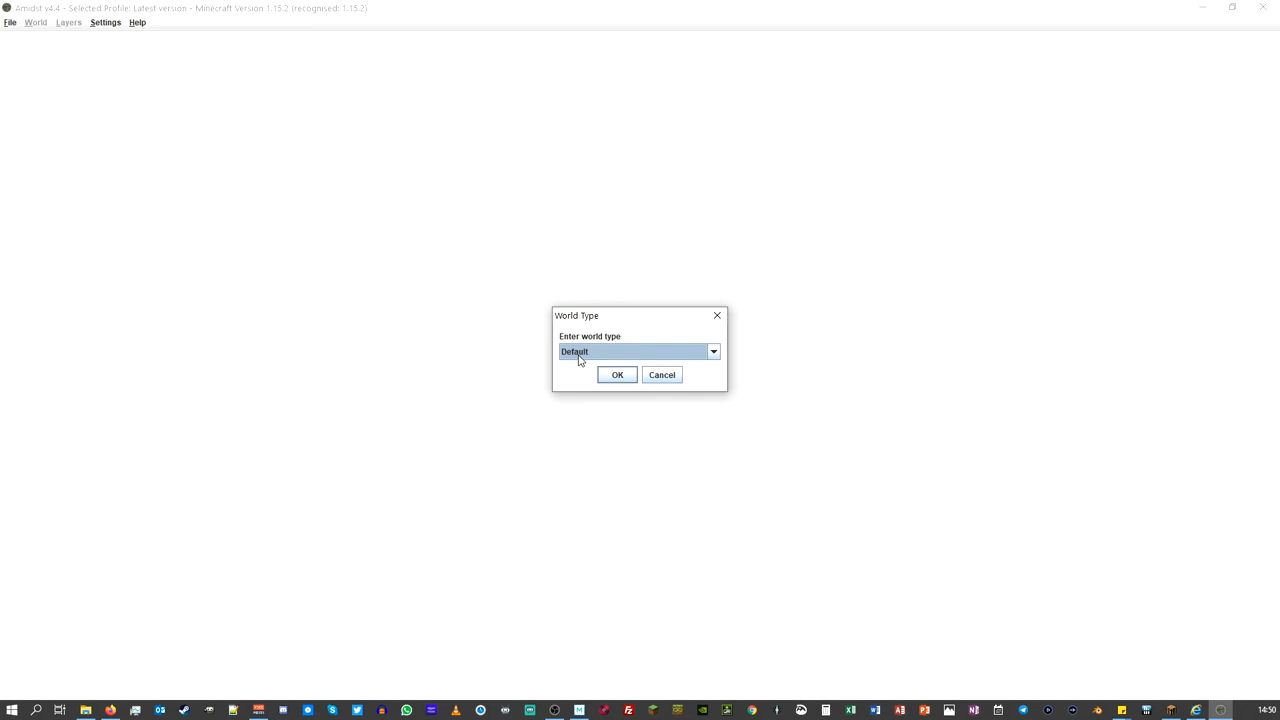 Amidst v4.4 - Selected Profile: Latest version - Minecraft Version 1.15.2 (recognised: 1.15.2)
File World Layers Settings Help
World Type
Enter world type
Default
OK Cancel
14:50